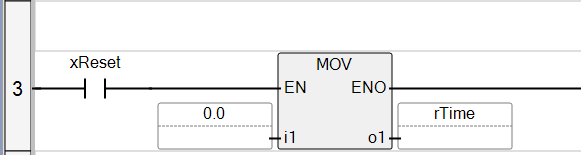 xReset
MOV
3
EN ENO
0.0 rTime
i1 o1